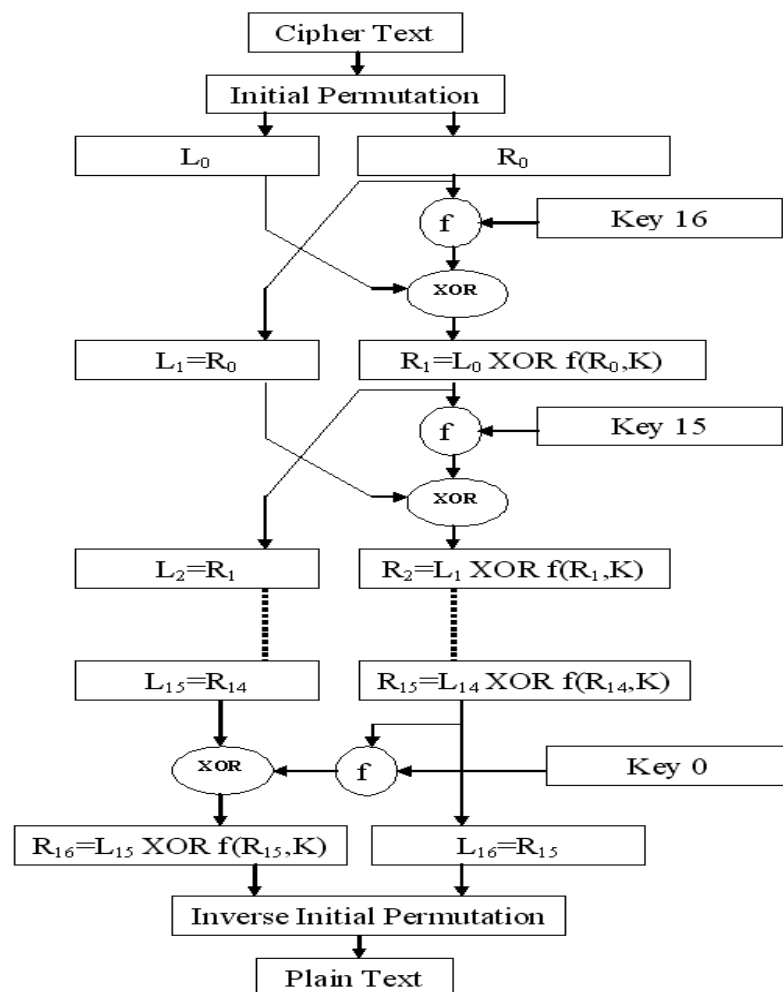 Cipher Text
Initial Permutation
L₀
R₀
f
Key 16
XOR
L₁=R₀
R₁=L₀ XOR f(R₀,K)
f
Key 15
XOR
L₂=R₁
R₂=L₁ XOR f(R₁,K)
L₁₅=R₁₄
R₁₅=L₁₄ XOR f(R₁₄,K)
XOR
f
Key 0
R₁₆=L₁₅ XOR f(R₁₅,K)
L₁₆=R₁₅
Inverse Initial Permutation
Plain Text